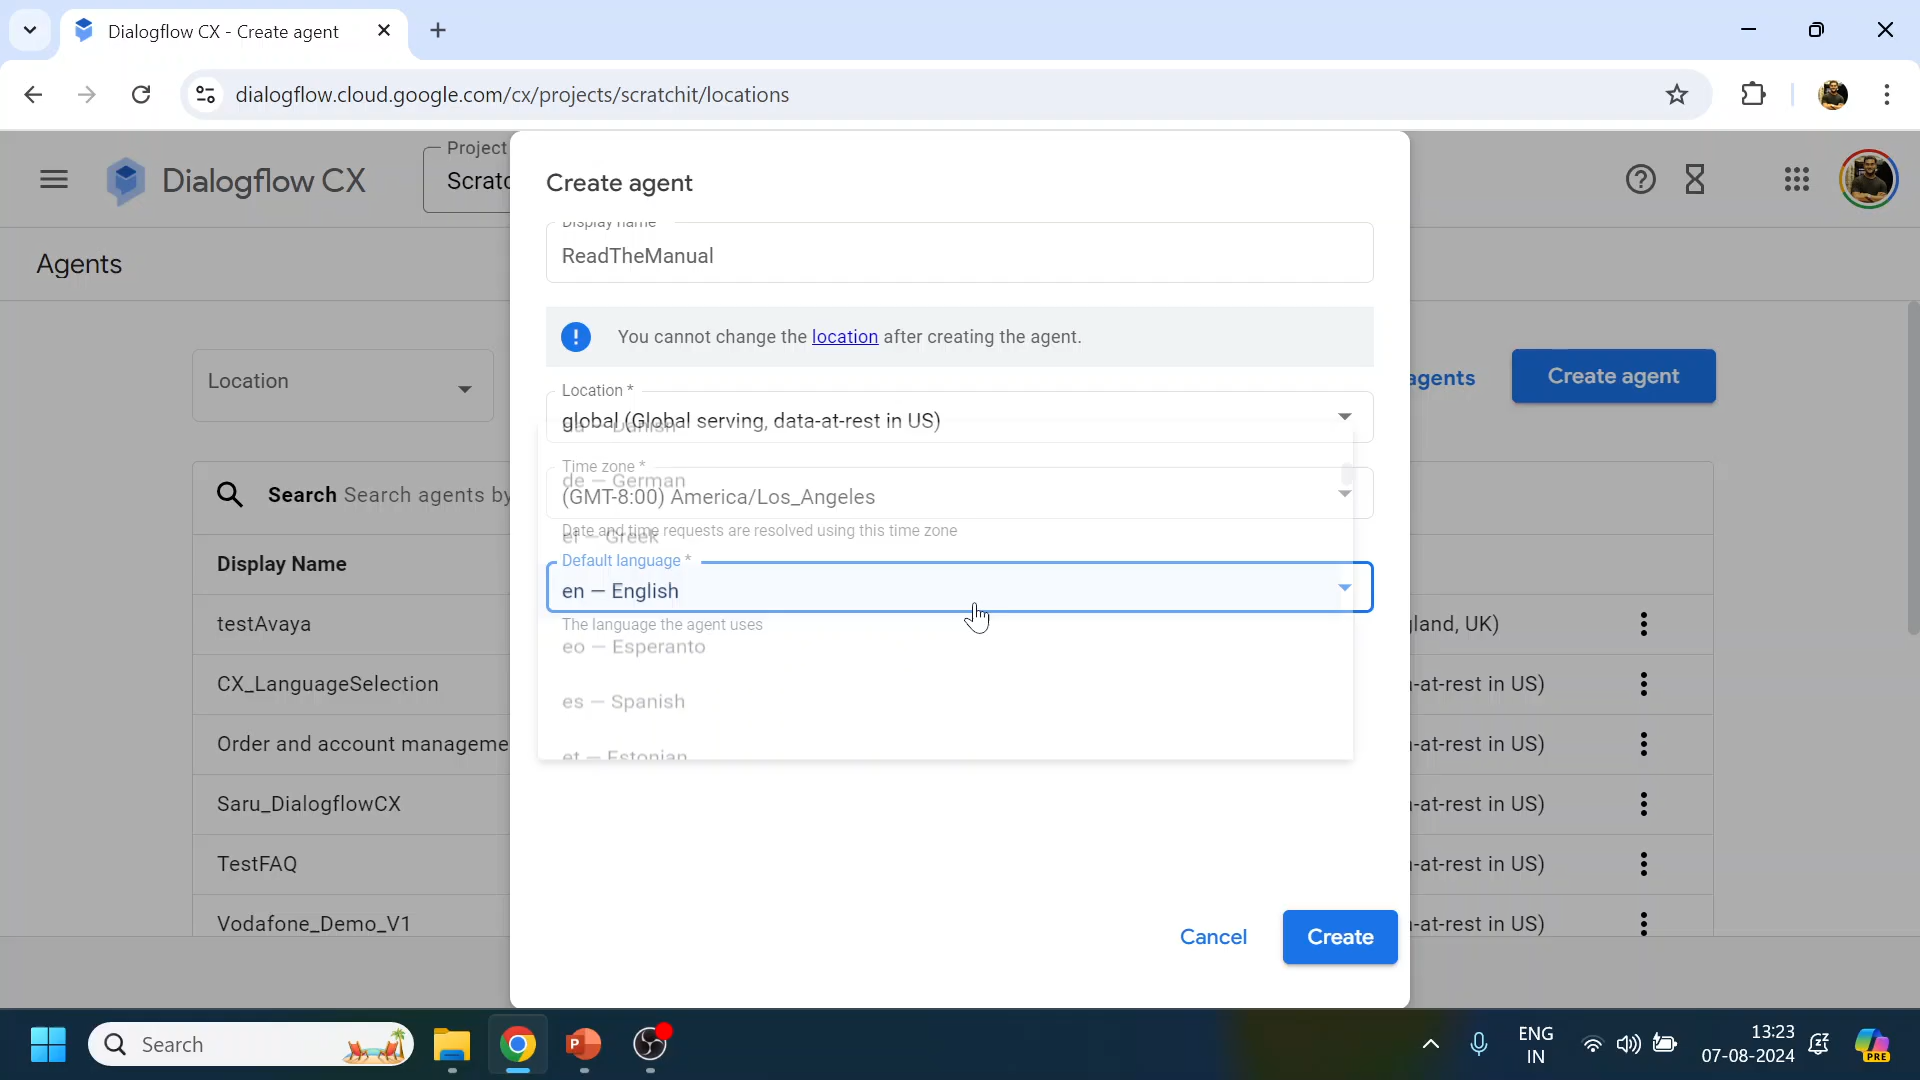 Dialogflow CX - Create agent
dialogflow.cloud.google.com/cx/projects/scratchit/locations
Dialogflow CX
Project
Scratc
Create agent
Display name
ReadTheManual
Agents
You cannot change the location after creating the agent.
Location
agents
Create agent
Location *
global (Global serving, data-at-rest in US)
da — Danish
Time zone *
de — German
(GMT-8:00) America/Los_Angeles
Search Search agents by
Date and time requests are resolved using this time zone
el — Greek
Display Name
Default language *
en — English
The language the agent uses
eo — Esperanto
es — Spanish
et — Estonian
testAvaya
gland, UK)
CX_LanguageSelection
-at-rest in US)
Order and account manageme
-at-rest in US)
Saru_DialogflowCX
-at-rest in US)
TestFAQ
-at-rest in US)
Vodafone_Demo_V1
-at-rest in US)
Cancel
Create
Search
ENG
IN
13:23
07-08-2024
PRE